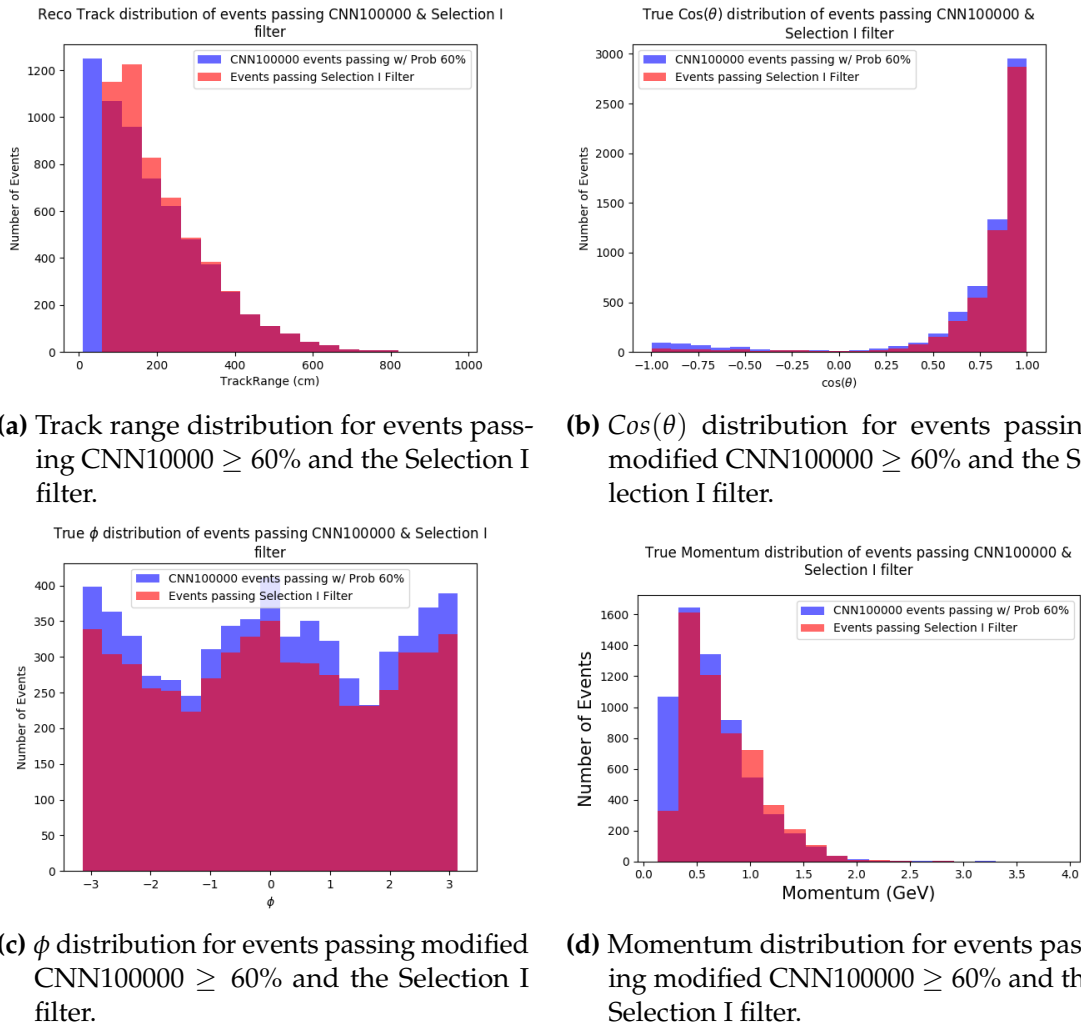 Reco Track distribution of events passing CNN100000 & Selection I
filter
CNN100000 events passing w/ Prob 60%
Events passing Selection I Filter
Number of Events
1200
1000
800
600
400
200
0
0 200 400 600 800 1000
TrackRange (cm)
(a) Track range distribution for events pass-
ing CNN10000 ≥ 60% and the Selection I
filter.
True Cos(θ) distribution of events passing CNN100000 &
Selection I filter
CNN100000 events passing w/ Prob 60%
Events passing Selection I Filter
Number of Events
3000
2500
2000
1500
1000
500
0
−1.00 −0.75 −0.50 −0.25 0.00 0.25 0.50 0.75 1.00
cos(θ)
(b) Cos(θ) distribution for events passin
modified CNN100000 ≥ 60% and the S
lection I filter.
True ϕ distribution of events passing CNN100000 & Selection I
filter
CNN100000 events passing w/ Prob 60%
Events passing Selection I Filter
Number of Events
400
350
300
250
200
150
100
50
0
−3 −2 −1 0 1 2 3
ϕ
(c) ϕ distribution for events passing modified
CNN100000 ≥ 60% and the Selection I
filter.
True Momentum distribution of events passing CNN100000 &
Selection I filter
CNN100000 events passing w/ Prob 60%
Events passing Selection I Filter
Number of Events
1600
1400
1200
1000
800
600
400
200
0
0.0 0.5 1.0 1.5 2.0 2.5 3.0 3.5 4.0
Momentum (GeV)
(d) Momentum distribution for events pas
ing modified CNN100000 ≥ 60% and th
Selection I filter.